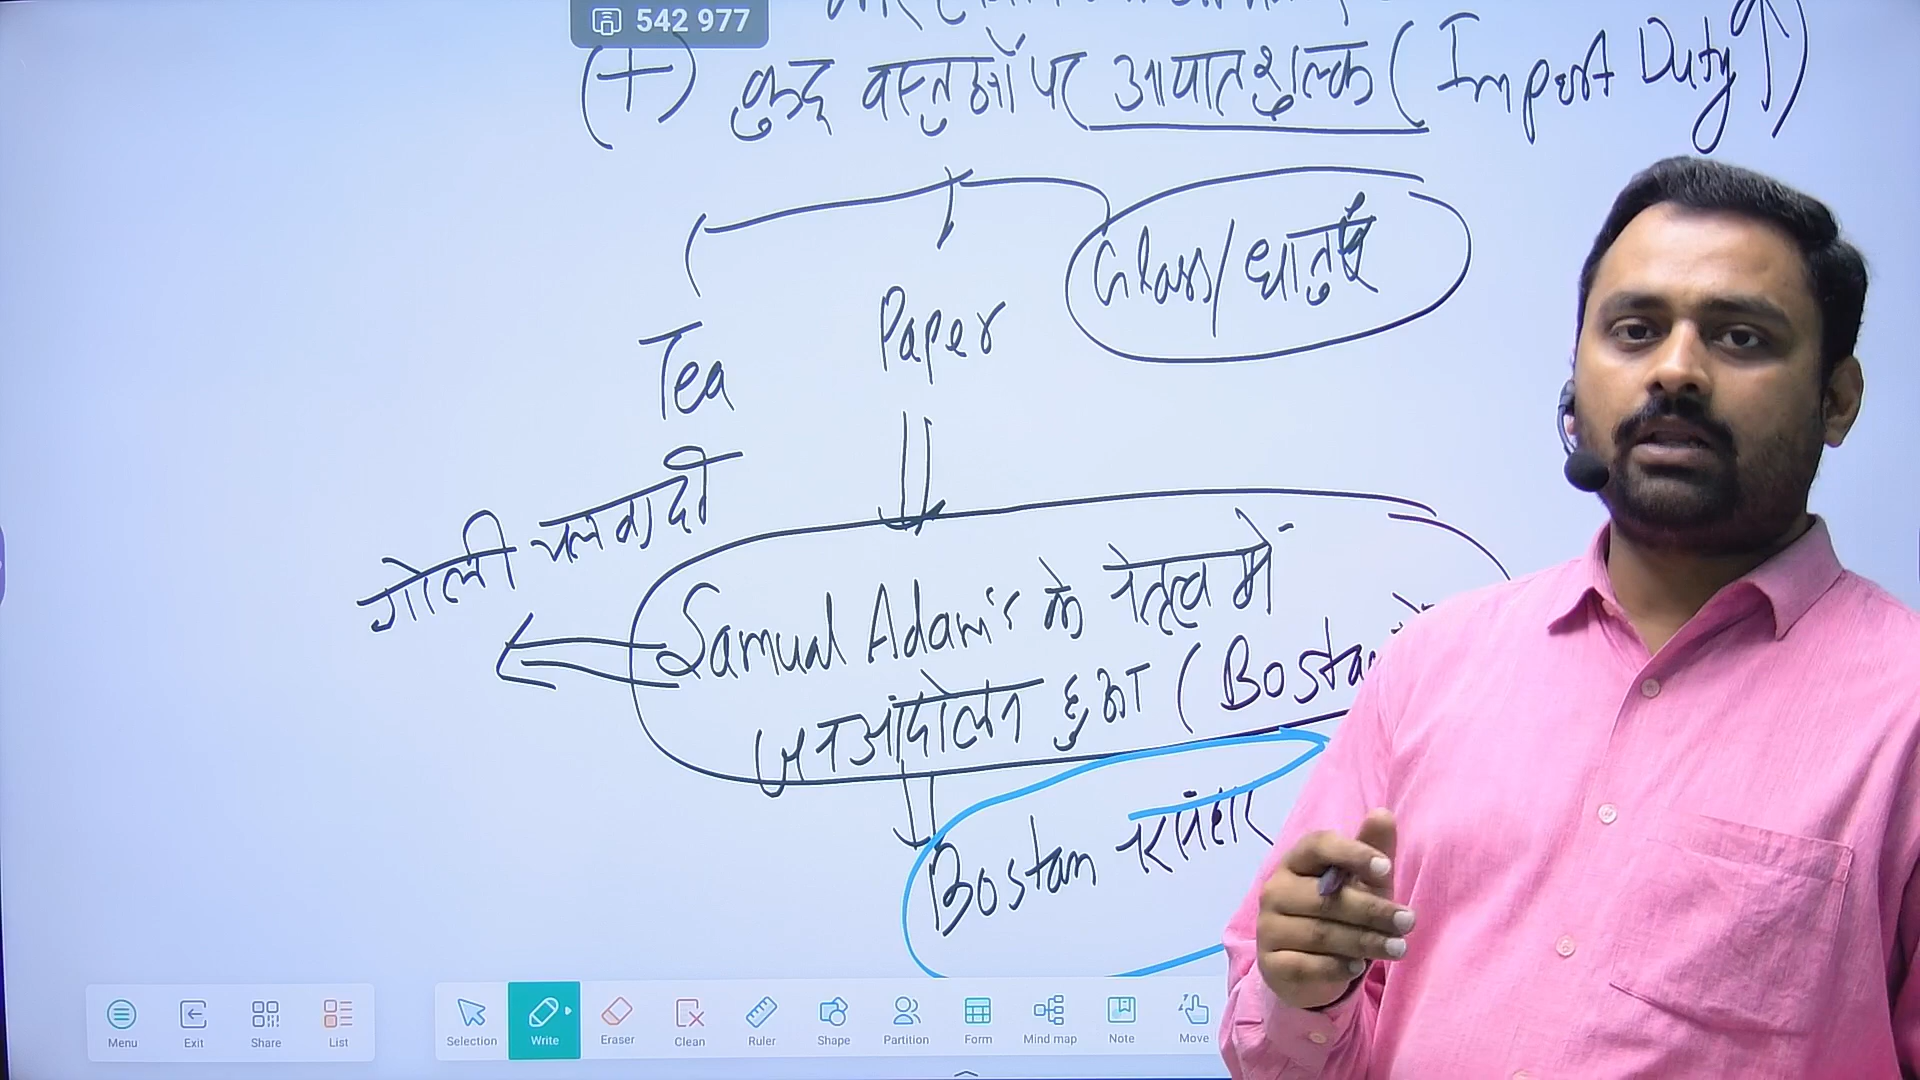 542 977
(+) कुछ वस्तुओं पर आयात शुल्क ( Import Duty ↑)
Glass/ धातुएं
Tea
Paper
गोली चलवा दी
Samual Adam's के नेतृत्व में
जनआंदोलन हुआ ( Bosta
Bostan नरसंहार
Menu Exit Share List Selection Write Eraser Clean Ruler Shape Partition Form Mind map Note Move